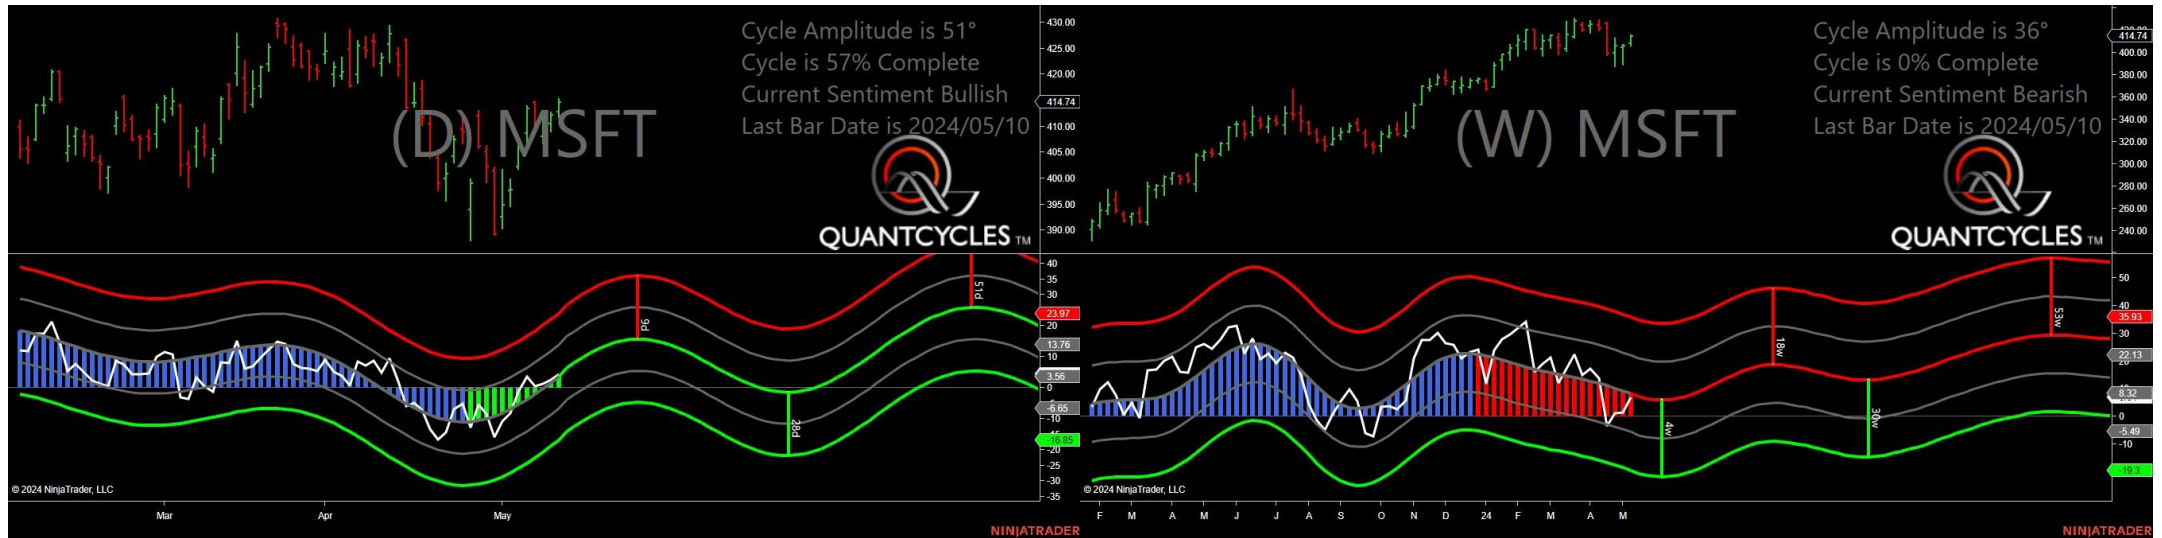 Cycle Amplitude is 51°
Cycle is 57% Complete
Current Sentiment Bullish
Last Bar Date is 2024/05/10
(D) MSFT
QUANTCYCLES TM
430.00
425.00
420.00
414.74
410.00
405.00
400.00
395.00
390.00
9d
28d
51d
40
35
30
23.97
20
13.76
10
3.56
0
-6.65
-10
-16.85
-20
-25
-30
-35
© 2024 NinjaTrader, LLC
Mar
Apr
May
NINJATRADER
Cycle Amplitude is 36°
Cycle is 0% Complete
Current Sentiment Bearish
Last Bar Date is 2024/05/10
(W) MSFT
QUANTCYCLES TM
414.74
400.00
380.00
360.00
340.00
320.00
300.00
280.00
260.00
240.00
4w
18w
30w
53w
50
40
35.93
30
22.13
8.32
0
-5.49
-10
-19.3
© 2024 NinjaTrader, LLC
F M A M J J A S O N D 24 F M A M
NINJATRADER